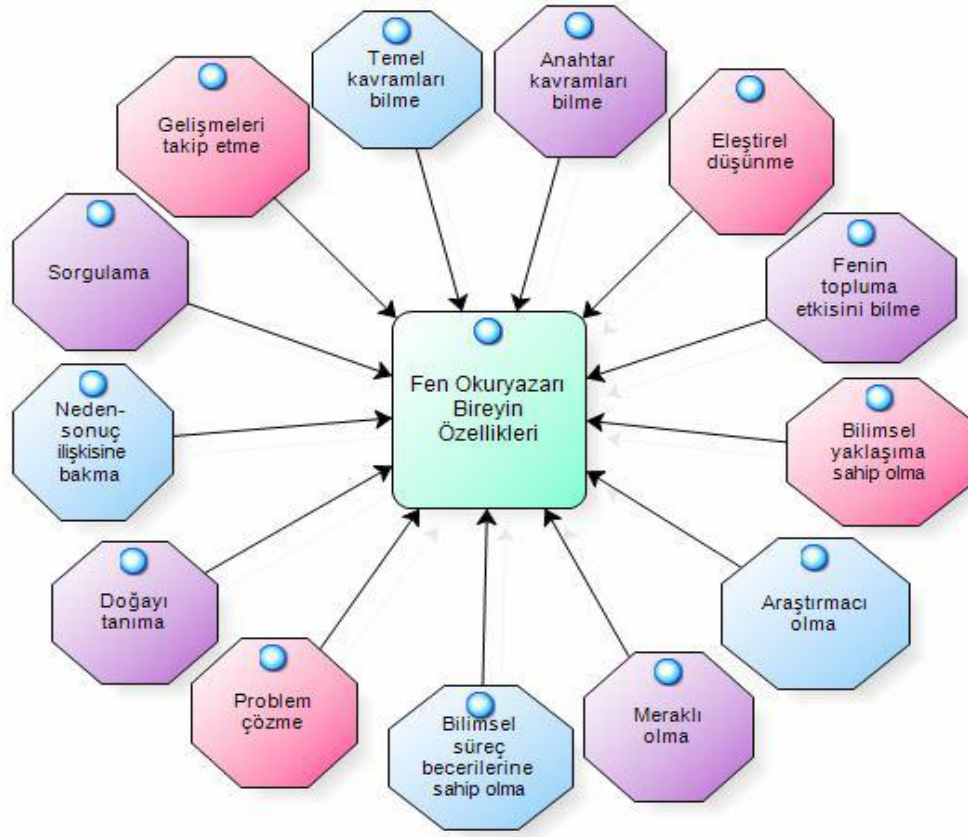 Temel
kavramları
bilme
Anahtar
kavramları
bilme
Gelişmeleri
takip etme
Eleştirel
düşünme
Sorgulama
Fenin
topluma
etkisini bilme
Fen Okuryazarı
Bireyin
Özellikleri
Neden-
sonuç
ilişkisine
bakma
Bilimsel
yaklaşıma
sahip olma
Doğayı
tanıma
Araştırmacı
olma
Problem
çözme
Bilimsel
süreç
becerilerine
sahip olma
Meraklı
olma